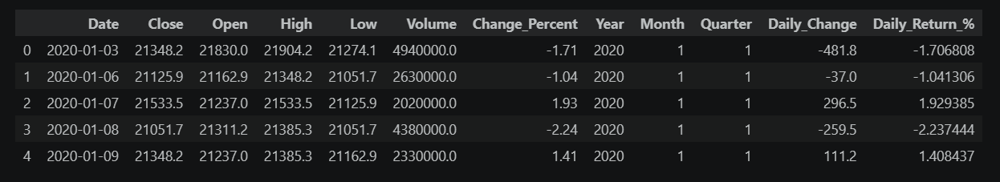 Date Close Open High Low Volume Change_Percent Year Month Quarter Daily_Change Daily_Return_%
0 2020-01-03 21348.2 21830.0 21904.2 21274.1 4940000.0 -1.71 2020 1 1 -481.8 -1.706808
1 2020-01-06 21125.9 21162.9 21348.2 21051.7 2630000.0 -1.04 2020 1 1 -37.0 -1.041306
2 2020-01-07 21533.5 21237.0 21533.5 21125.9 2020000.0 1.93 2020 1 1 296.5 1.929385
3 2020-01-08 21051.7 21311.2 21385.3 21051.7 4380000.0 -2.24 2020 1 1 -259.5 -2.237444
4 2020-01-09 21348.2 21237.0 21385.3 21162.9 2330000.0 1.41 2020 1 1 111.2 1.408437